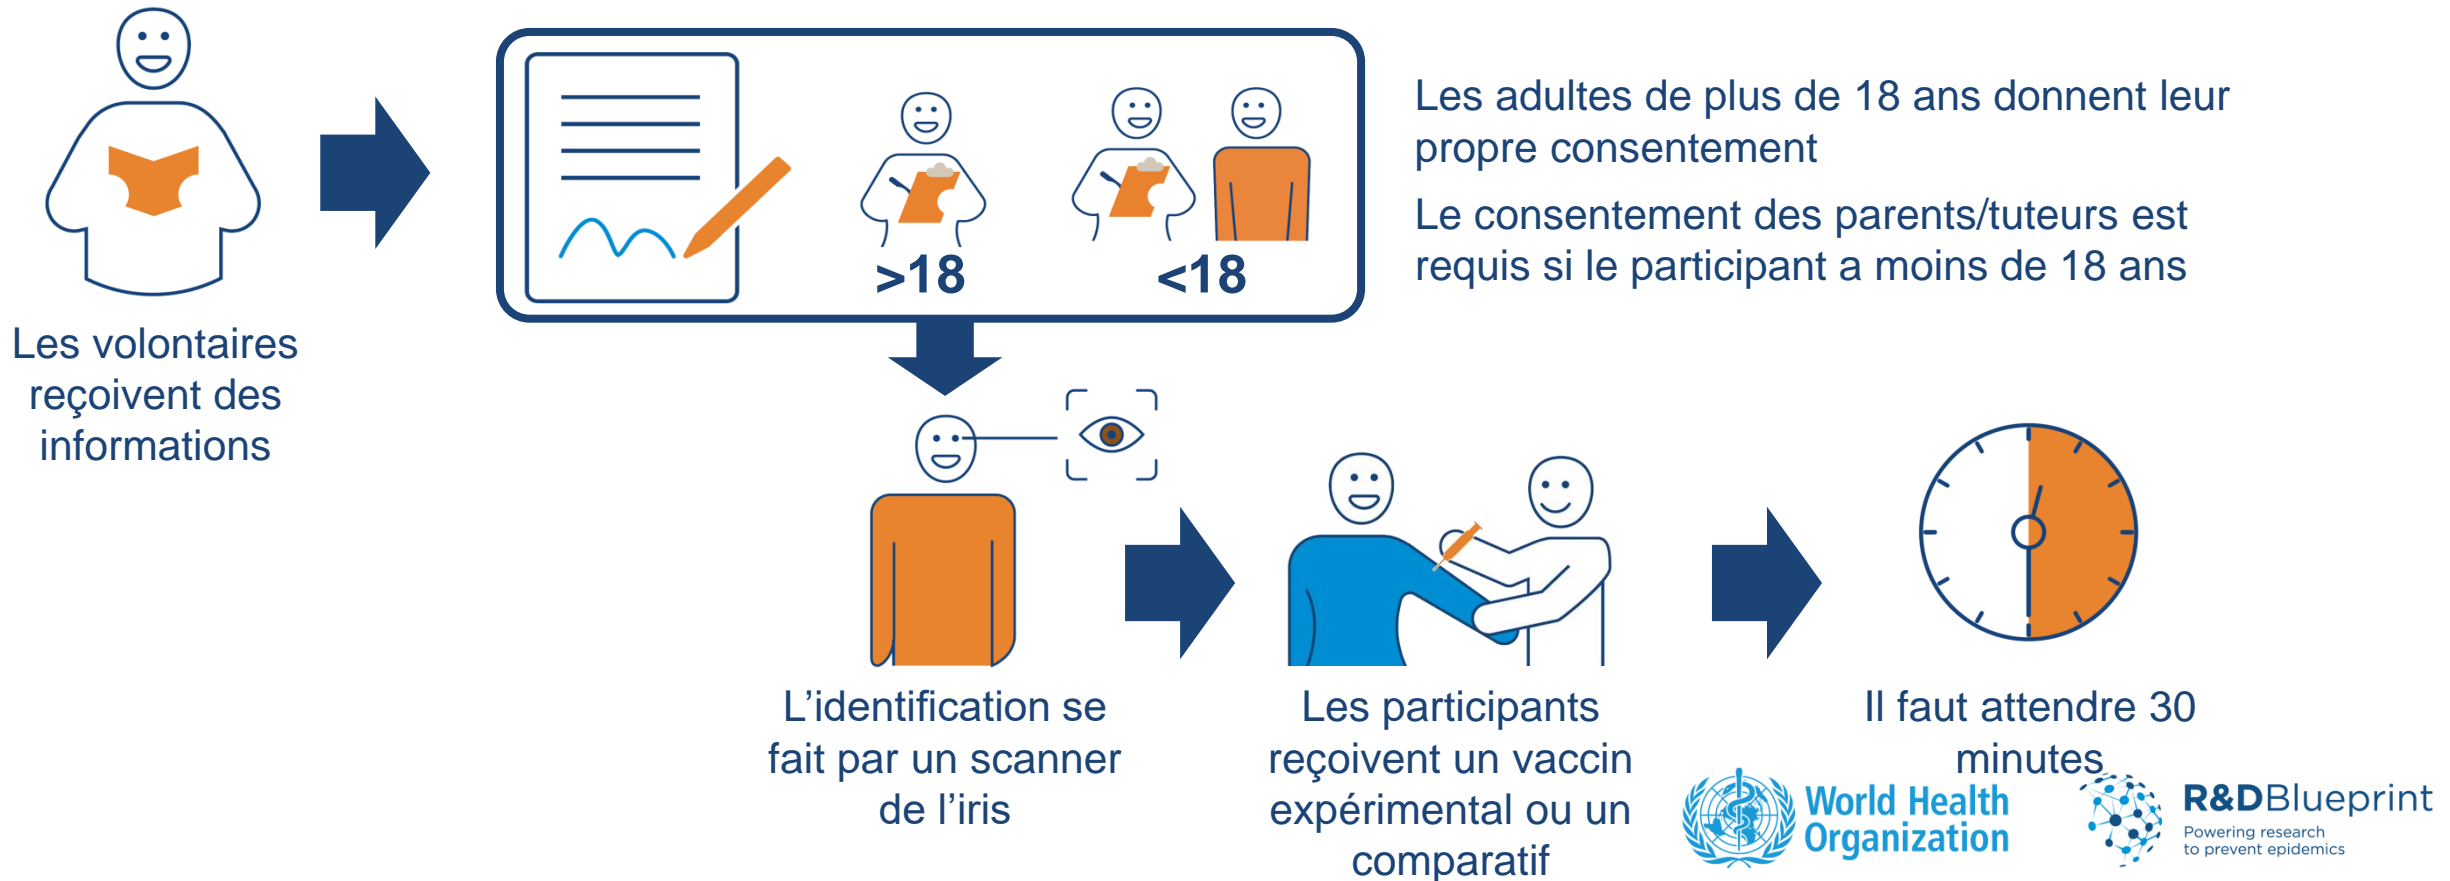 Les volontaires
reçoivent des
informations
>18
<18
Les adultes de plus de 18 ans donnent leur
propre consentement
Le consentement des parents/tuteurs est
requis si le participant a moins de 18 ans
L’identification se
fait par un scanner
de l’iris
Les participants
reçoivent un vaccin
expérimental ou un
comparatif
Il faut attendre 30
minutes
World Health
Organization
R&DBlueprint
Powering research
to prevent epidemics